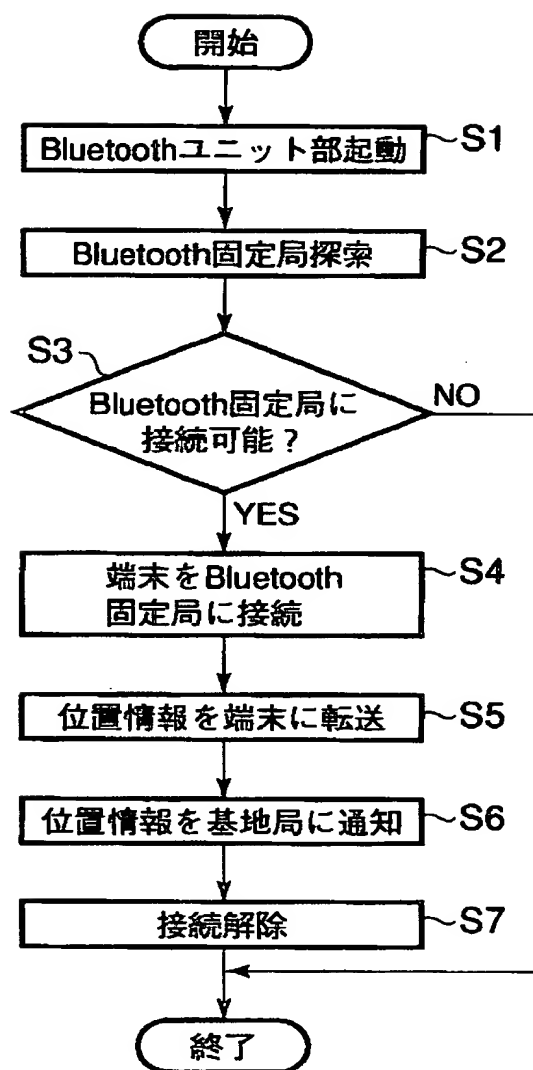 開始
Bluetoothユニット部起動
S1
Bluetooth固定局探索
S2
S3
Bluetooth固定局に
接続可能？
NO
YES
端末をBluetooth
固定局に接続
S4
位置情報を端末に転送
S5
位置情報を基地局に通知
S6
接続解除
S7
終了